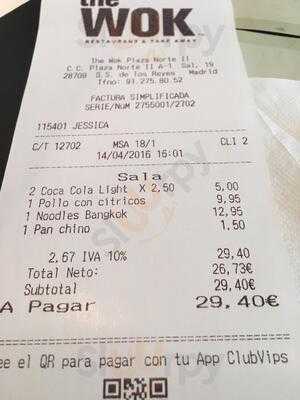 the
WOK
RESTAURANT & TAKE AWAY
The Wok Plaza Norte II
C.C. Plaza Norte II A-1 Sal. 19
28709 S.S. de los Reyes Madrid
Tfno: 91.275.80.52
FACTURA SIMPLIFICADA
SERIE/NuM 2755001/2702
115401 JESSICA
C/T 12702 MSA 18/1 CLI 2
14/04/2016 16:01
Sala
2 Coca Cola Light X 2,50 5,00
1 Pollo con citricos 9,95
1 Noodles Bangkok 12,95
1 Pan chino 1,50
2,67 IVA 10% 29,40
Total Neto: 26,73€
Subtotal 29,40€
A Pagar 29,40€
ee el QR para pagar con tu App ClubVips